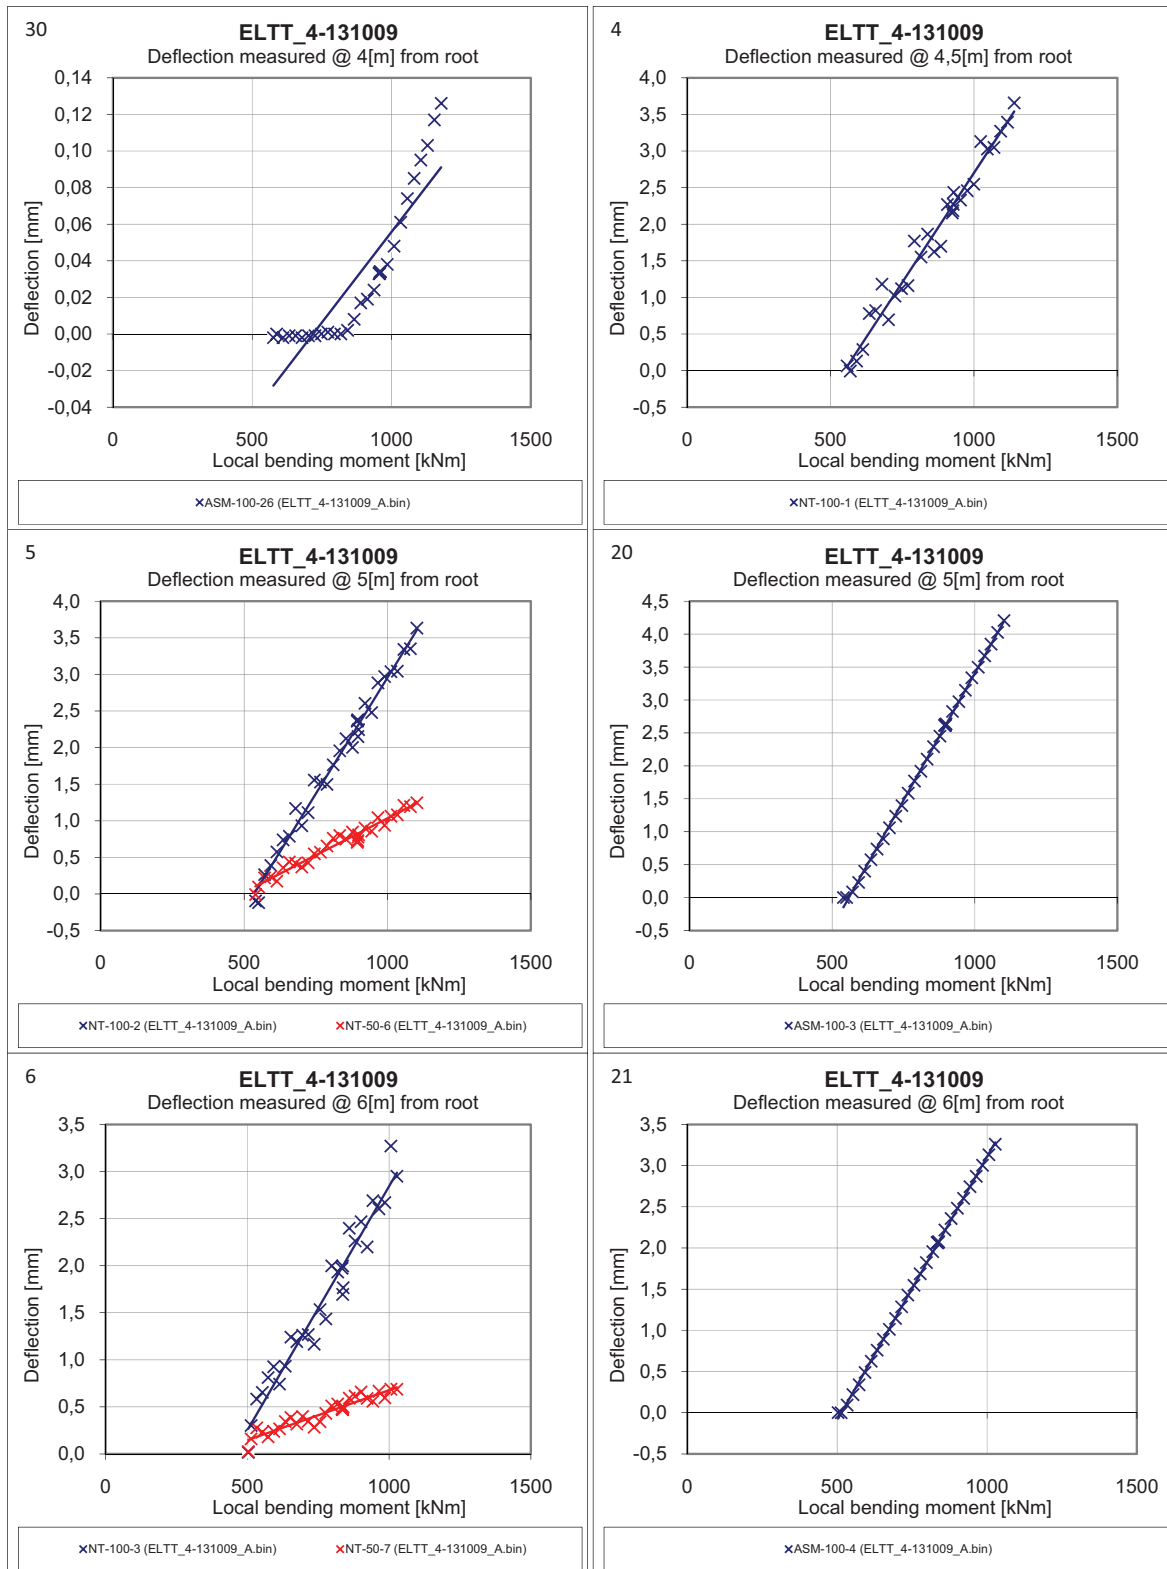 30
ELTT_4-131009
Deflection measured @ 4[m] from root
0,14
0,12
0,10
0,08
0,06
0,04
0,02
0,00
-0,02
-0,04
Deflection [mm]
0 500 1000 1500
Local bending moment [kNm]
ASM-100-26 (ELTT_4-131009_A.bin)
4
ELTT_4-131009
Deflection measured @ 4,5[m] from root
4,0
3,5
3,0
2,5
2,0
1,5
1,0
0,5
0,0
-0,5
Deflection [mm]
0 500 1000 1500
Local bending moment [kNm]
NT-100-1 (ELTT_4-131009_A.bin)
5
ELTT_4-131009
Deflection measured @ 5[m] from root
4,0
3,5
3,0
2,5
2,0
1,5
1,0
0,5
0,0
-0,5
Deflection [mm]
0 500 1000 1500
Local bending moment [kNm]
NT-100-2 (ELTT_4-131009_A.bin) NT-50-6 (ELTT_4-131009_A.bin)
20
ELTT_4-131009
Deflection measured @ 5[m] from root
4,5
4,0
3,5
3,0
2,5
2,0
1,5
1,0
0,5
0,0
-0,5
Deflection [mm]
0 500 1000 1500
Local bending moment [kNm]
ASM-100-3 (ELTT_4-131009_A.bin)
6
ELTT_4-131009
Deflection measured @ 6[m] from root
3,5
3,0
2,5
2,0
1,5
1,0
0,5
0,0
Deflection [mm]
0 500 1000 1500
Local bending moment [kNm]
NT-100-3 (ELTT_4-131009_A.bin) NT-50-7 (ELTT_4-131009_A.bin)
21
ELTT_4-131009
Deflection measured @ 6[m] from root
3,5
3,0
2,5
2,0
1,5
1,0
0,5
0,0
-0,5
Deflection [mm]
0 500 1000 1500
Local bending moment [kNm]
ASM-100-4 (ELTT_4-131009_A.bin)